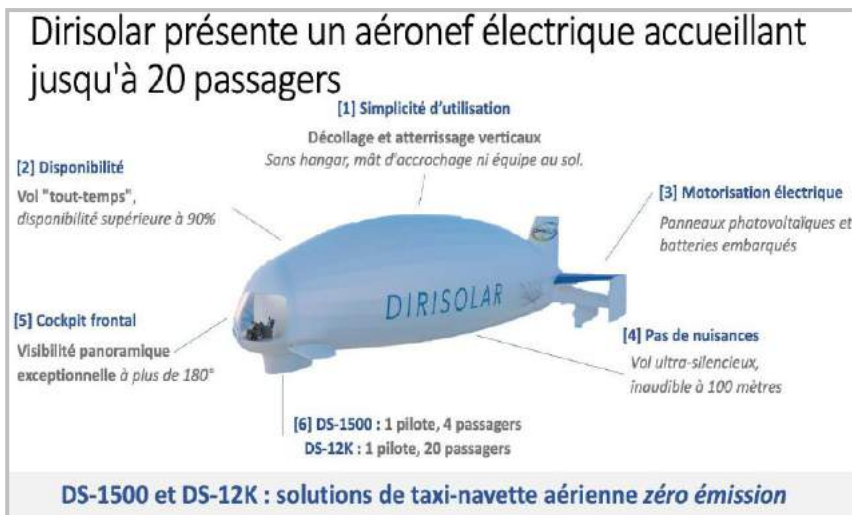 Dirisolar présente un aéronef électrique accueillant
jusqu'à 20 passagers
[1] Simplicité d'utilisation
Décollage et atterrissage verticaux
Sans hangar, mât d'accrochage ni équipe au sol.
[2] Disponibilité
Vol "tout-temps",
disponibilité supérieure à 90%
[3] Motorisation électrique
Panneaux photovoltaïques et
batteries embarqués
DIRISOLAR
[5] Cockpit frontal
Visibilité panoramique
exceptionnelle à plus de 180°
[4] Pas de nuisances
Vol ultra-silencieux,
inaudible à 100 mètres
[6] DS-1500 : 1 pilote, 4 passagers
DS-12K : 1 pilote, 20 passagers
DS-1500 et DS-12K : solutions de taxi-navette aérienne zéro émission